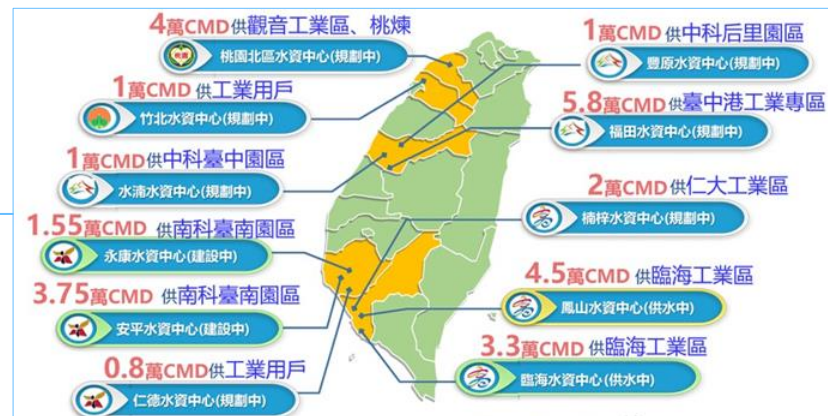 4萬CMD 供觀音工業區、桃煉
桃園北區水資中心(規劃中)
1萬CMD 供工業用戶
竹北水資中心(規劃中)
1萬CMD 供中科臺中園區
水湳水資中心(規劃中)
1.55萬CMD 供南科臺南園區
永康水資中心(建設中)
3.75萬CMD 供南科臺南園區
安平水資中心(建設中)
0.8萬CMD供工業用戶
仁德水資中心(規劃中)
1萬CMD 供中科后里園區
豐原水資中心(規劃中)
5.8萬CMD 供臺中港工業專區
福田水資中心(規劃中)
2萬CMD 供仁大工業區
楠梓水資中心(規劃中)
4.5萬CMD 供臨海工業區
鳳山水資中心(供水中)
3.3萬CMD 供臨海工業區
臨海水資中心(供水中)